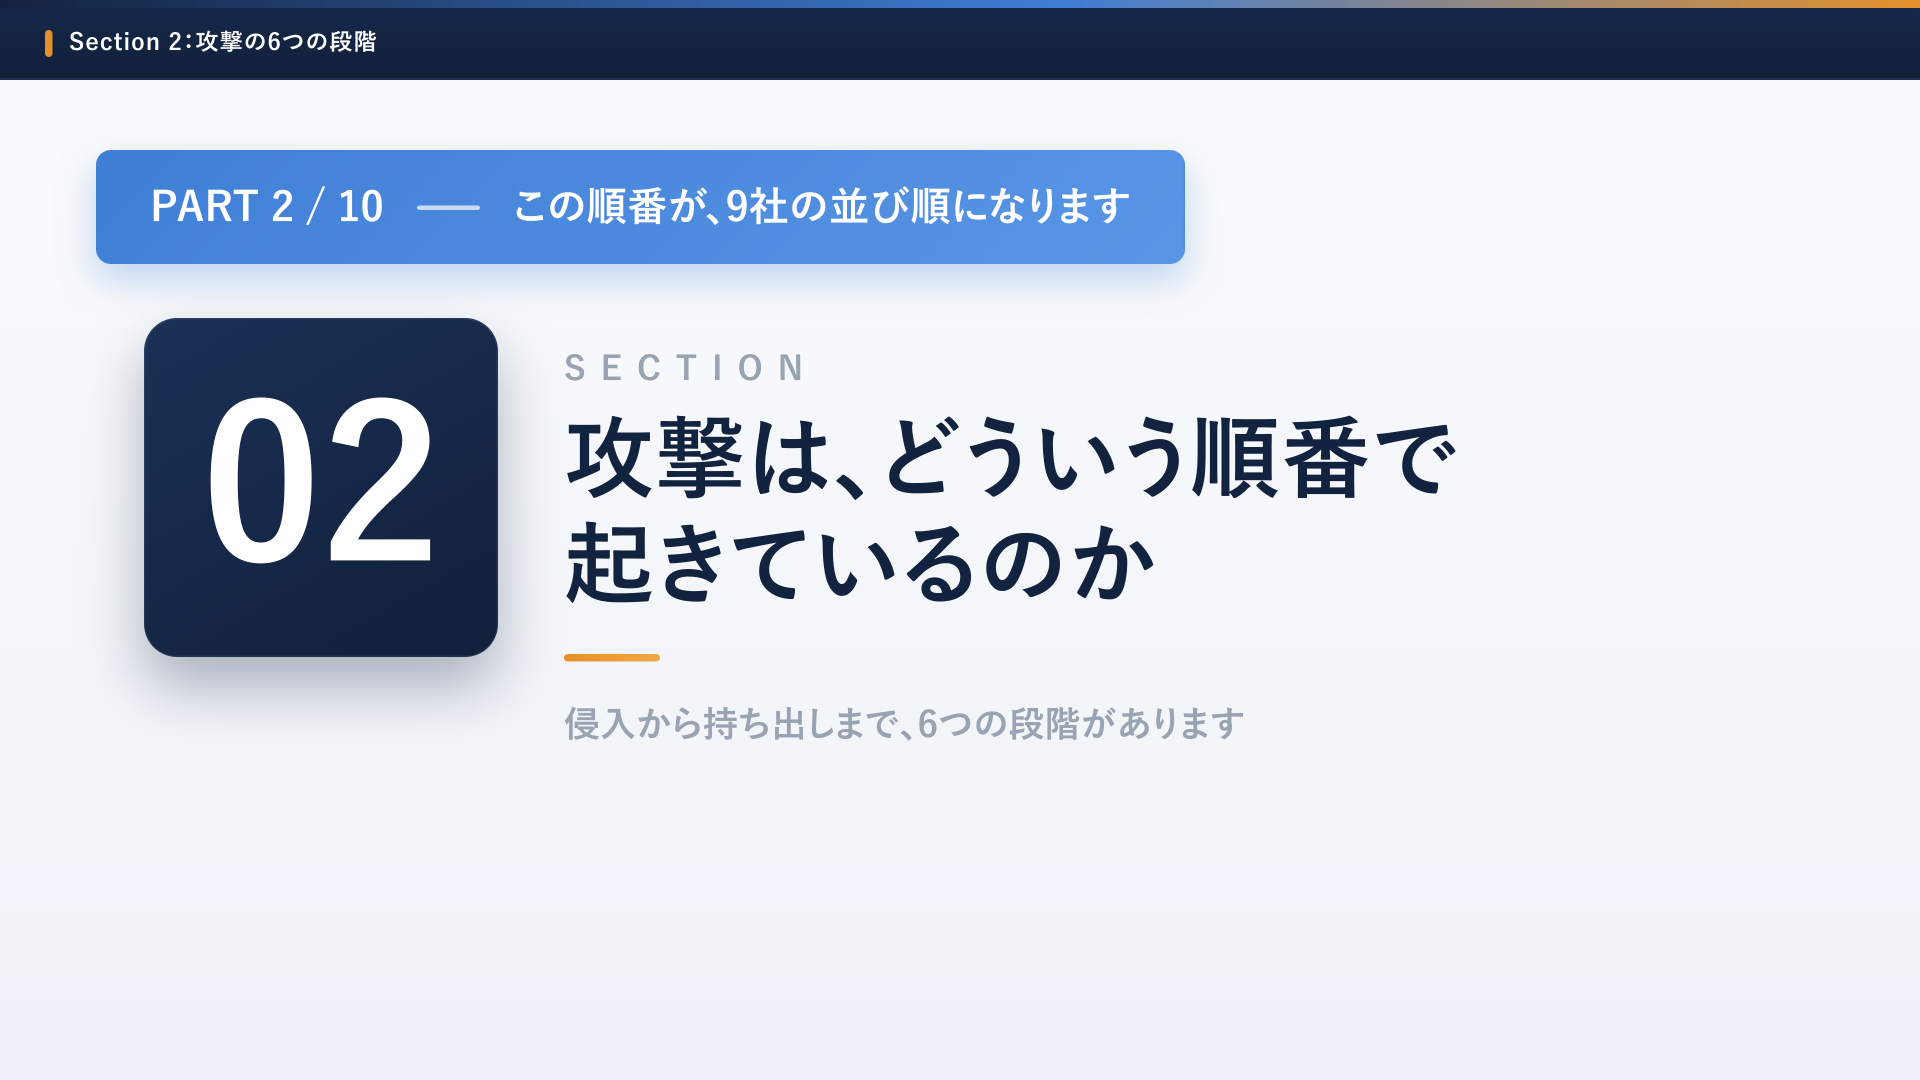 Section 2：攻撃の6つの段階
PART 2 / 10 — この順番が、9社の並び順になります
02
SECTION
攻撃は、どういう順番で
起きているのか
侵入から持ち出しまで、6つの段階があります